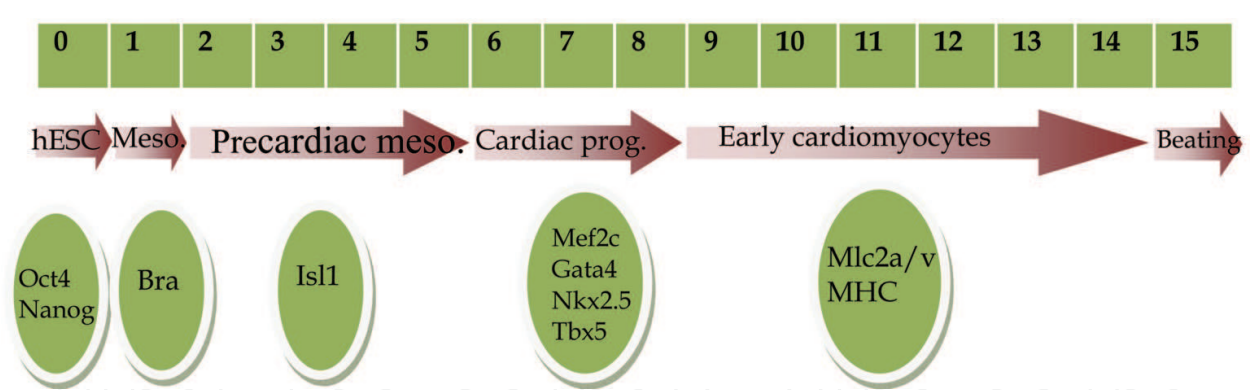 0 1 2 3 4 5 6 7 8 9 10 11 12 13 14 15
hESC Meso. Precardiac meso. Cardiac prog. Early cardiomyocytes Beating
Oct4
Nanog
Bra
Isl1
Mef2c
Gata4
Nkx2.5
Tbx5
Mlc2a/v
MHC